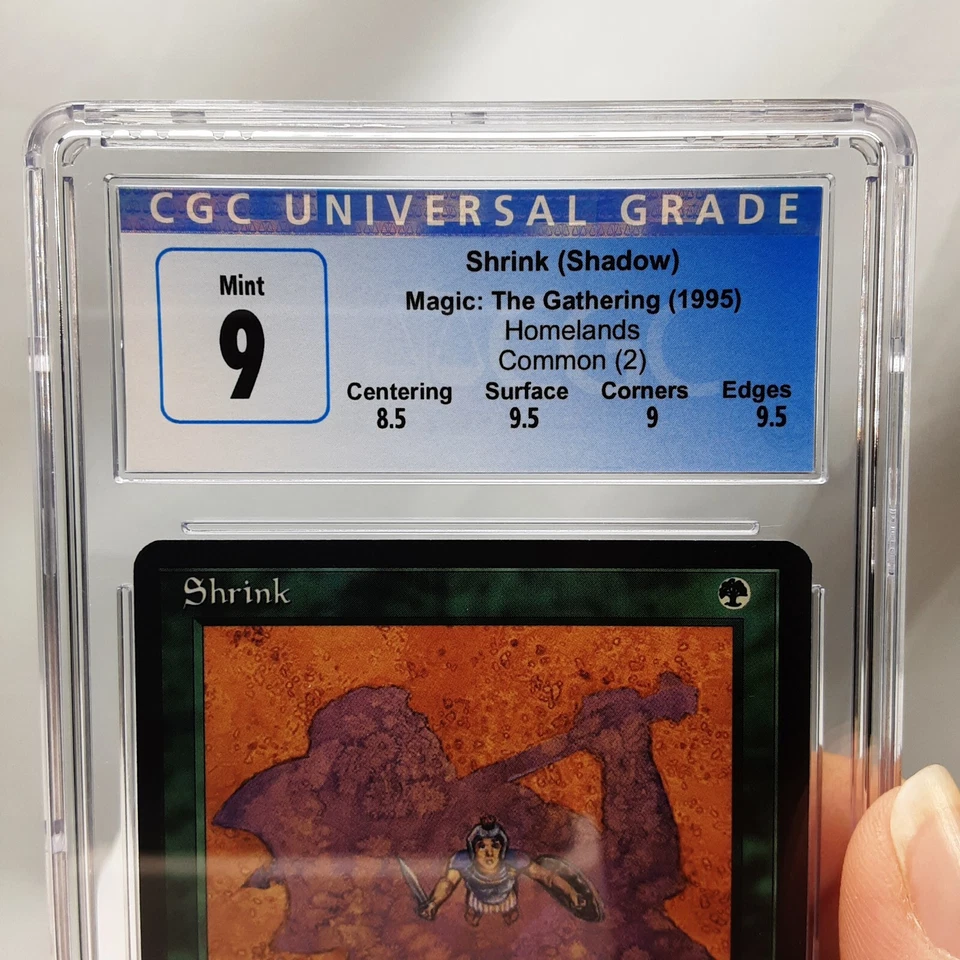 CGC UNIVERSAL GRADE
Mint
9
Shrink (Shadow)
Magic: The Gathering (1995)
Homelands
Common (2)
Centering Surface Corners Edges
8.5 9.5 9 9.5
Shrink